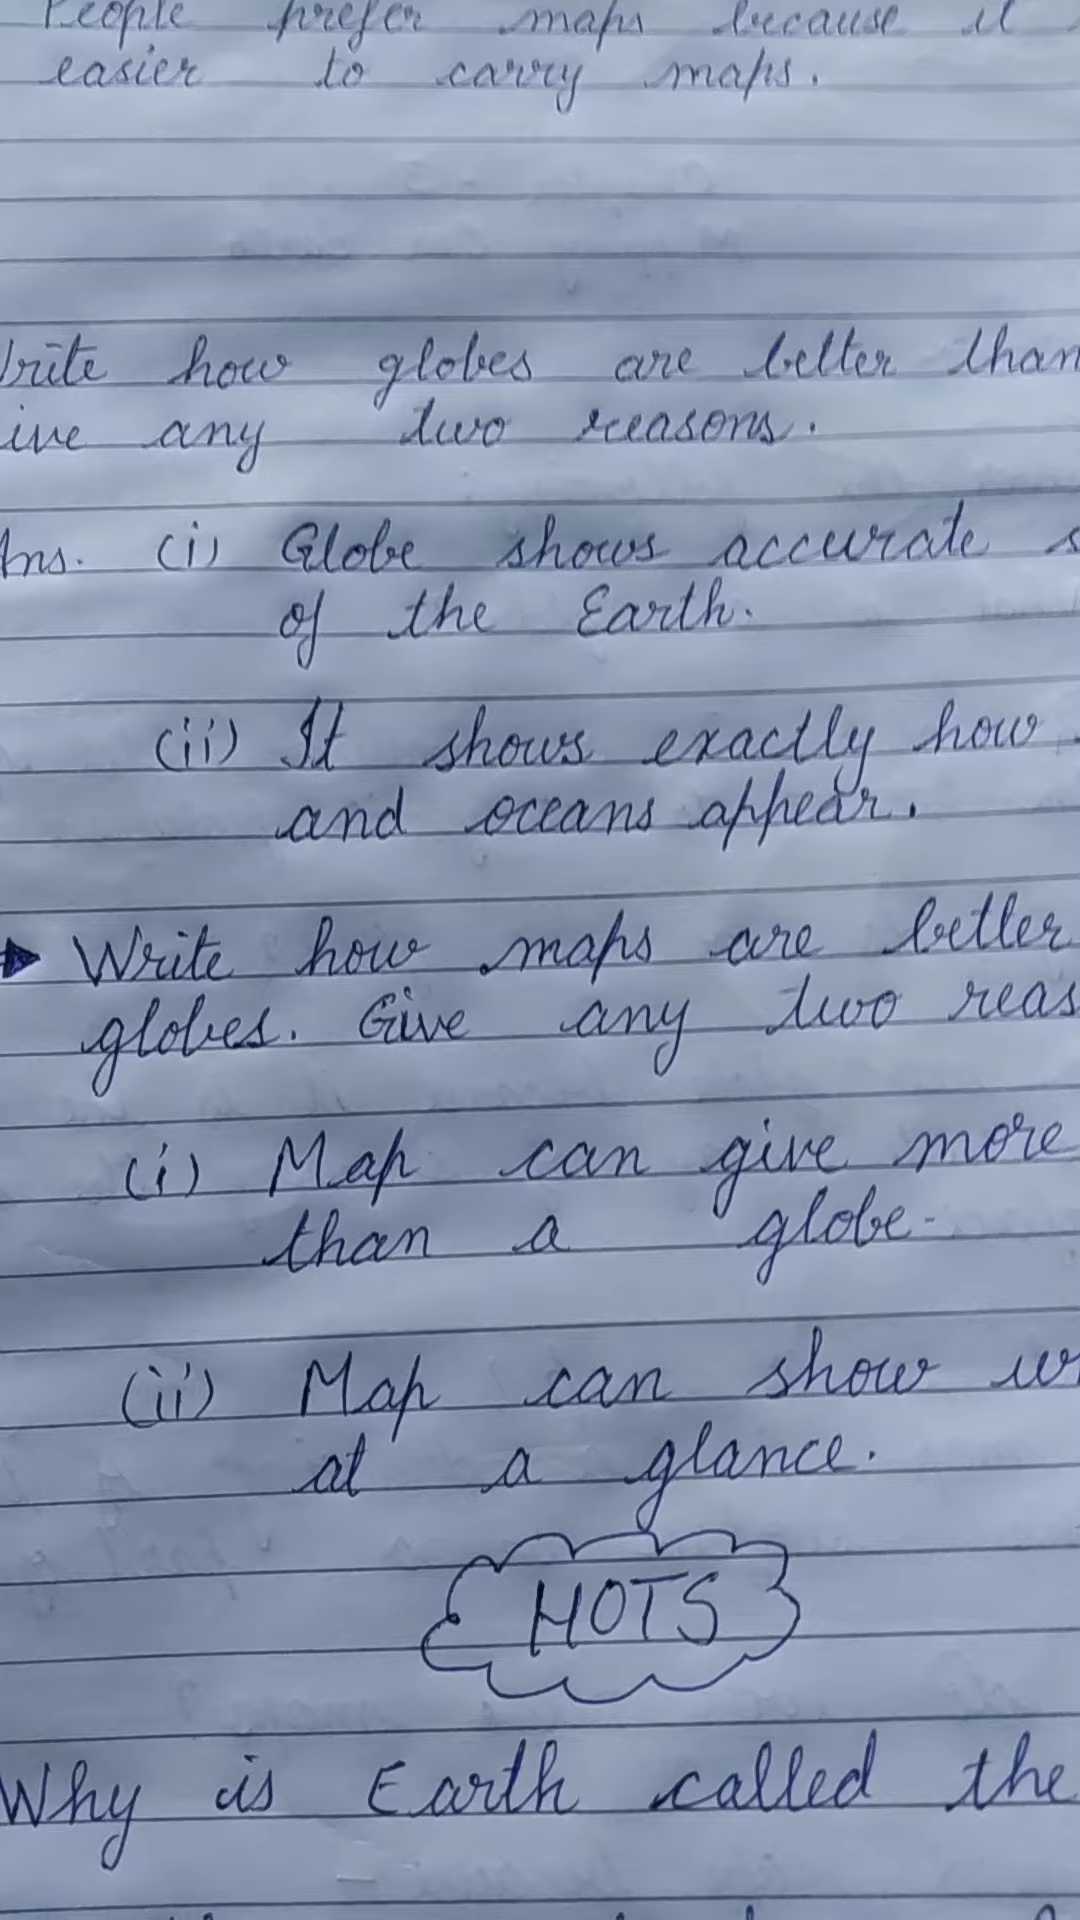 People prefer maps because it
easier to carry maps.
Write how globes are better than
ive any two reasons.
Ans. (i) Globe shows accurate s
of the Earth.
(ii) It shows exactly how
and oceans appear.
Write how maps are better
globes. Give any two reas
(i) Map can give more
than a globe.
(ii) Map can show w
at a glance.
HOTS
Why is Earth called the